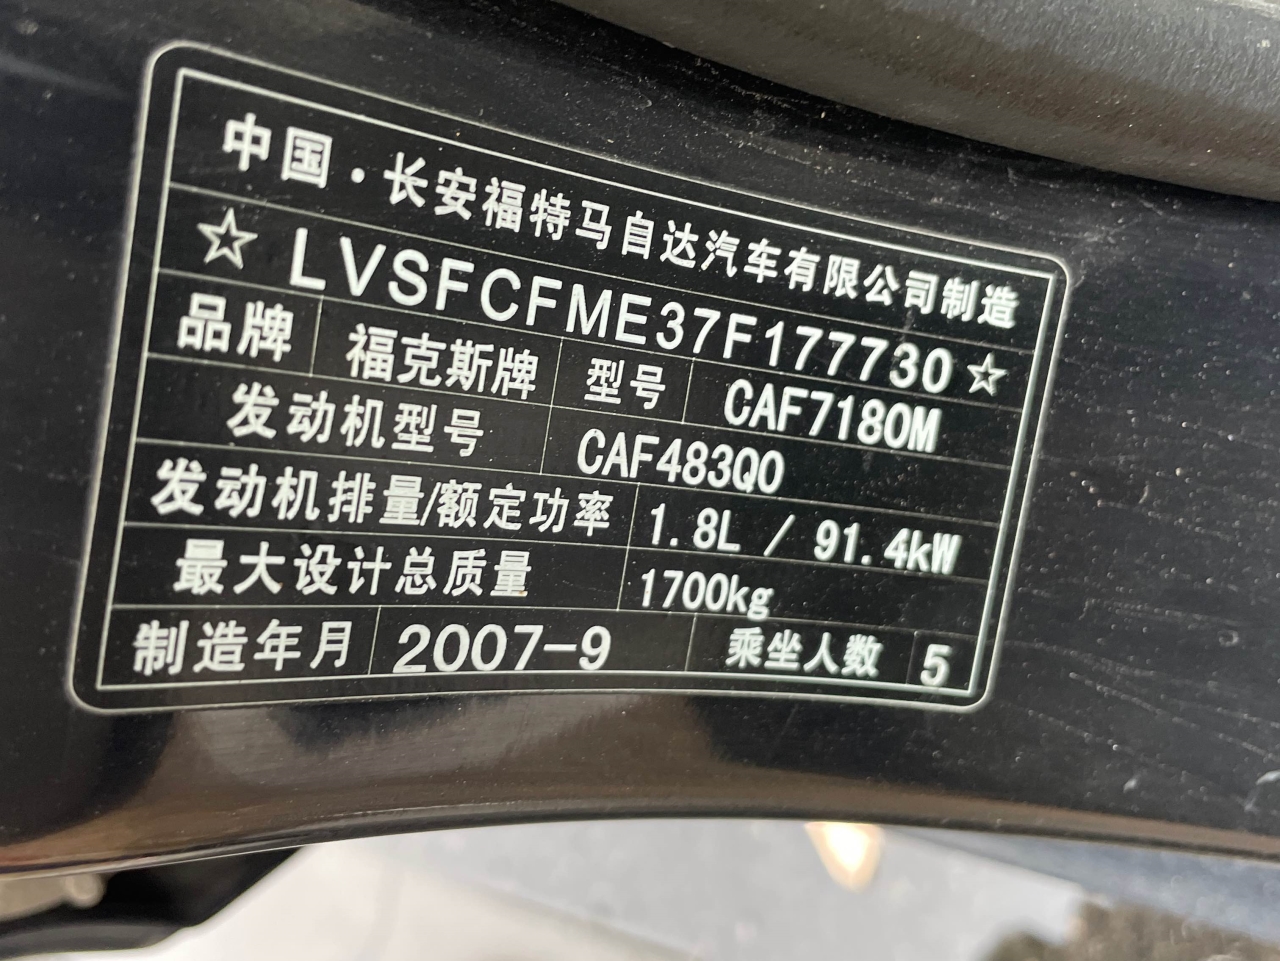 中国·长安福特马自达汽车有限公司制造
☆LVSFCFME37F177730☆
品牌 福克斯牌 型号 CAF7180M
发动机型号 CAF483Q0
发动机排量/额定功率 1.8L / 91.4kW
最大设计总质量 1700kg
制造年月 2007-9 乘坐人数 5